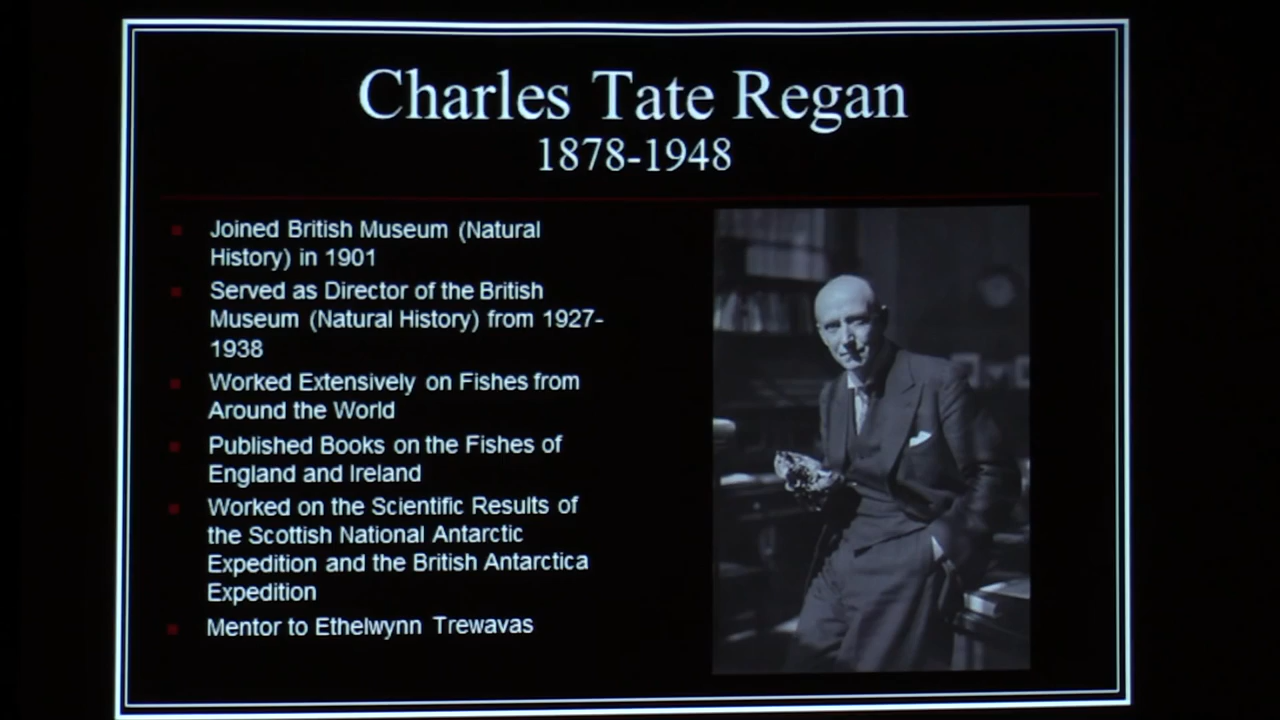 Charles Tate Regan
1878-1948
Joined British Museum (Natural
History) in 1901
Served as Director of the British
Museum (Natural History) from 1927-
1938
Worked Extensively on Fishes from
Around the World
Published Books on the Fishes of
England and Ireland
Worked on the Scientific Results of
the Scottish National Antarctic
Expedition and the British Antarctica
Expedition
Mentor to Ethelwynn Trewavas